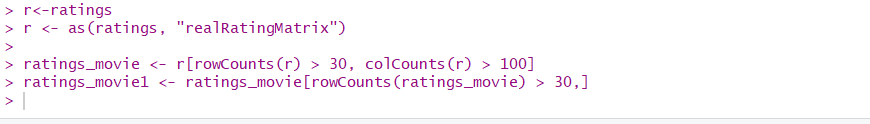 > r<-ratings
> r <- as(ratings, "realRatingMatrix")
>
> ratings_movie <- r[rowCounts(r) > 30, colCounts(r) > 100]
> ratings_movie1 <- ratings_movie[rowCounts(ratings_movie) > 30,]
>